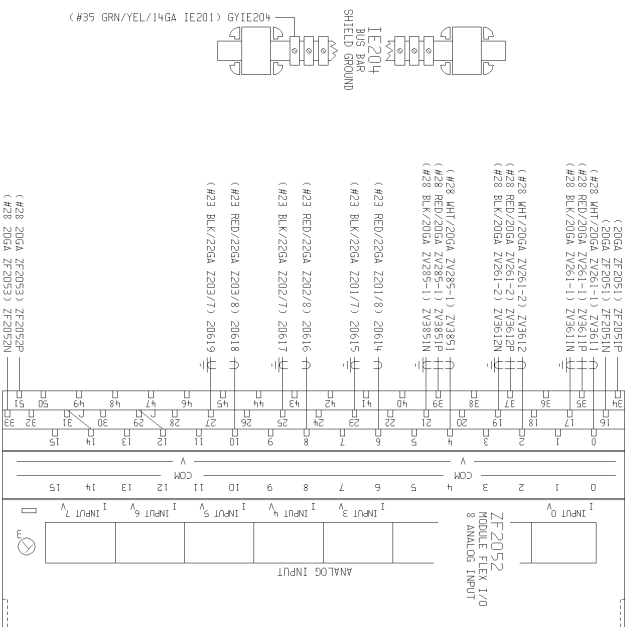 (#35 GRN/YEL/14GA IE201) GYIE204
IE204
BUS BAR
SHIELD GROUND
(#28 20GA ZF2053) ZF2052N
(#28 20GA ZF2053) ZF2052P
(#23 BLK/22GA Z203/7) 20619
(#23 RED/22GA Z203/8) 20618
(#23 BLK/22GA Z202/7) 20617
(#23 RED/22GA Z202/8) 20616
(#23 BLK/22GA Z201/7) 20615
(#23 RED/22GA Z201/8) 20614
(#28 BLK/20GA ZV285-1) ZV3851N
(#28 RED/20GA ZV285-1) ZV3851P
(#28 WHT/20GA ZV285-1) ZV3851
(#28 BLK/20GA ZV261-2) ZV3612N
(#28 RED/20GA ZV261-2) ZV3612P
(#28 WHT/20GA ZV261-2) ZV3612
(#28 BLK/20GA ZV261-1) ZV3611N
(#28 RED/20GA ZV261-1) ZV3611P
(#28 WHT/20GA ZV261-1) ZV3611
(20GA ZF2051) ZF2051N
(20GA ZF2051) ZF2051P
51 50 49 48 47 46 45 44 43 42 41 40 39 38 37 36 35 34
33 32 31 30 29 28 27 26 25 24 23 22 21 20 19 18 17 16
15 14 13 12 11 10 9 8 7 6 5 4 3 2 1 0
V V
COM COM
15 14 13 12 11 10 9 8 7 6 5 4 3 2 1 0
V INPUT 7 I
V INPUT 6 I
V INPUT 5 I
V INPUT 4 I
V INPUT 3 I
V INPUT 0 I
3
ANALOG INPUT
ZF2052
MODULE FLEX I/O
8 ANALOG INPUT